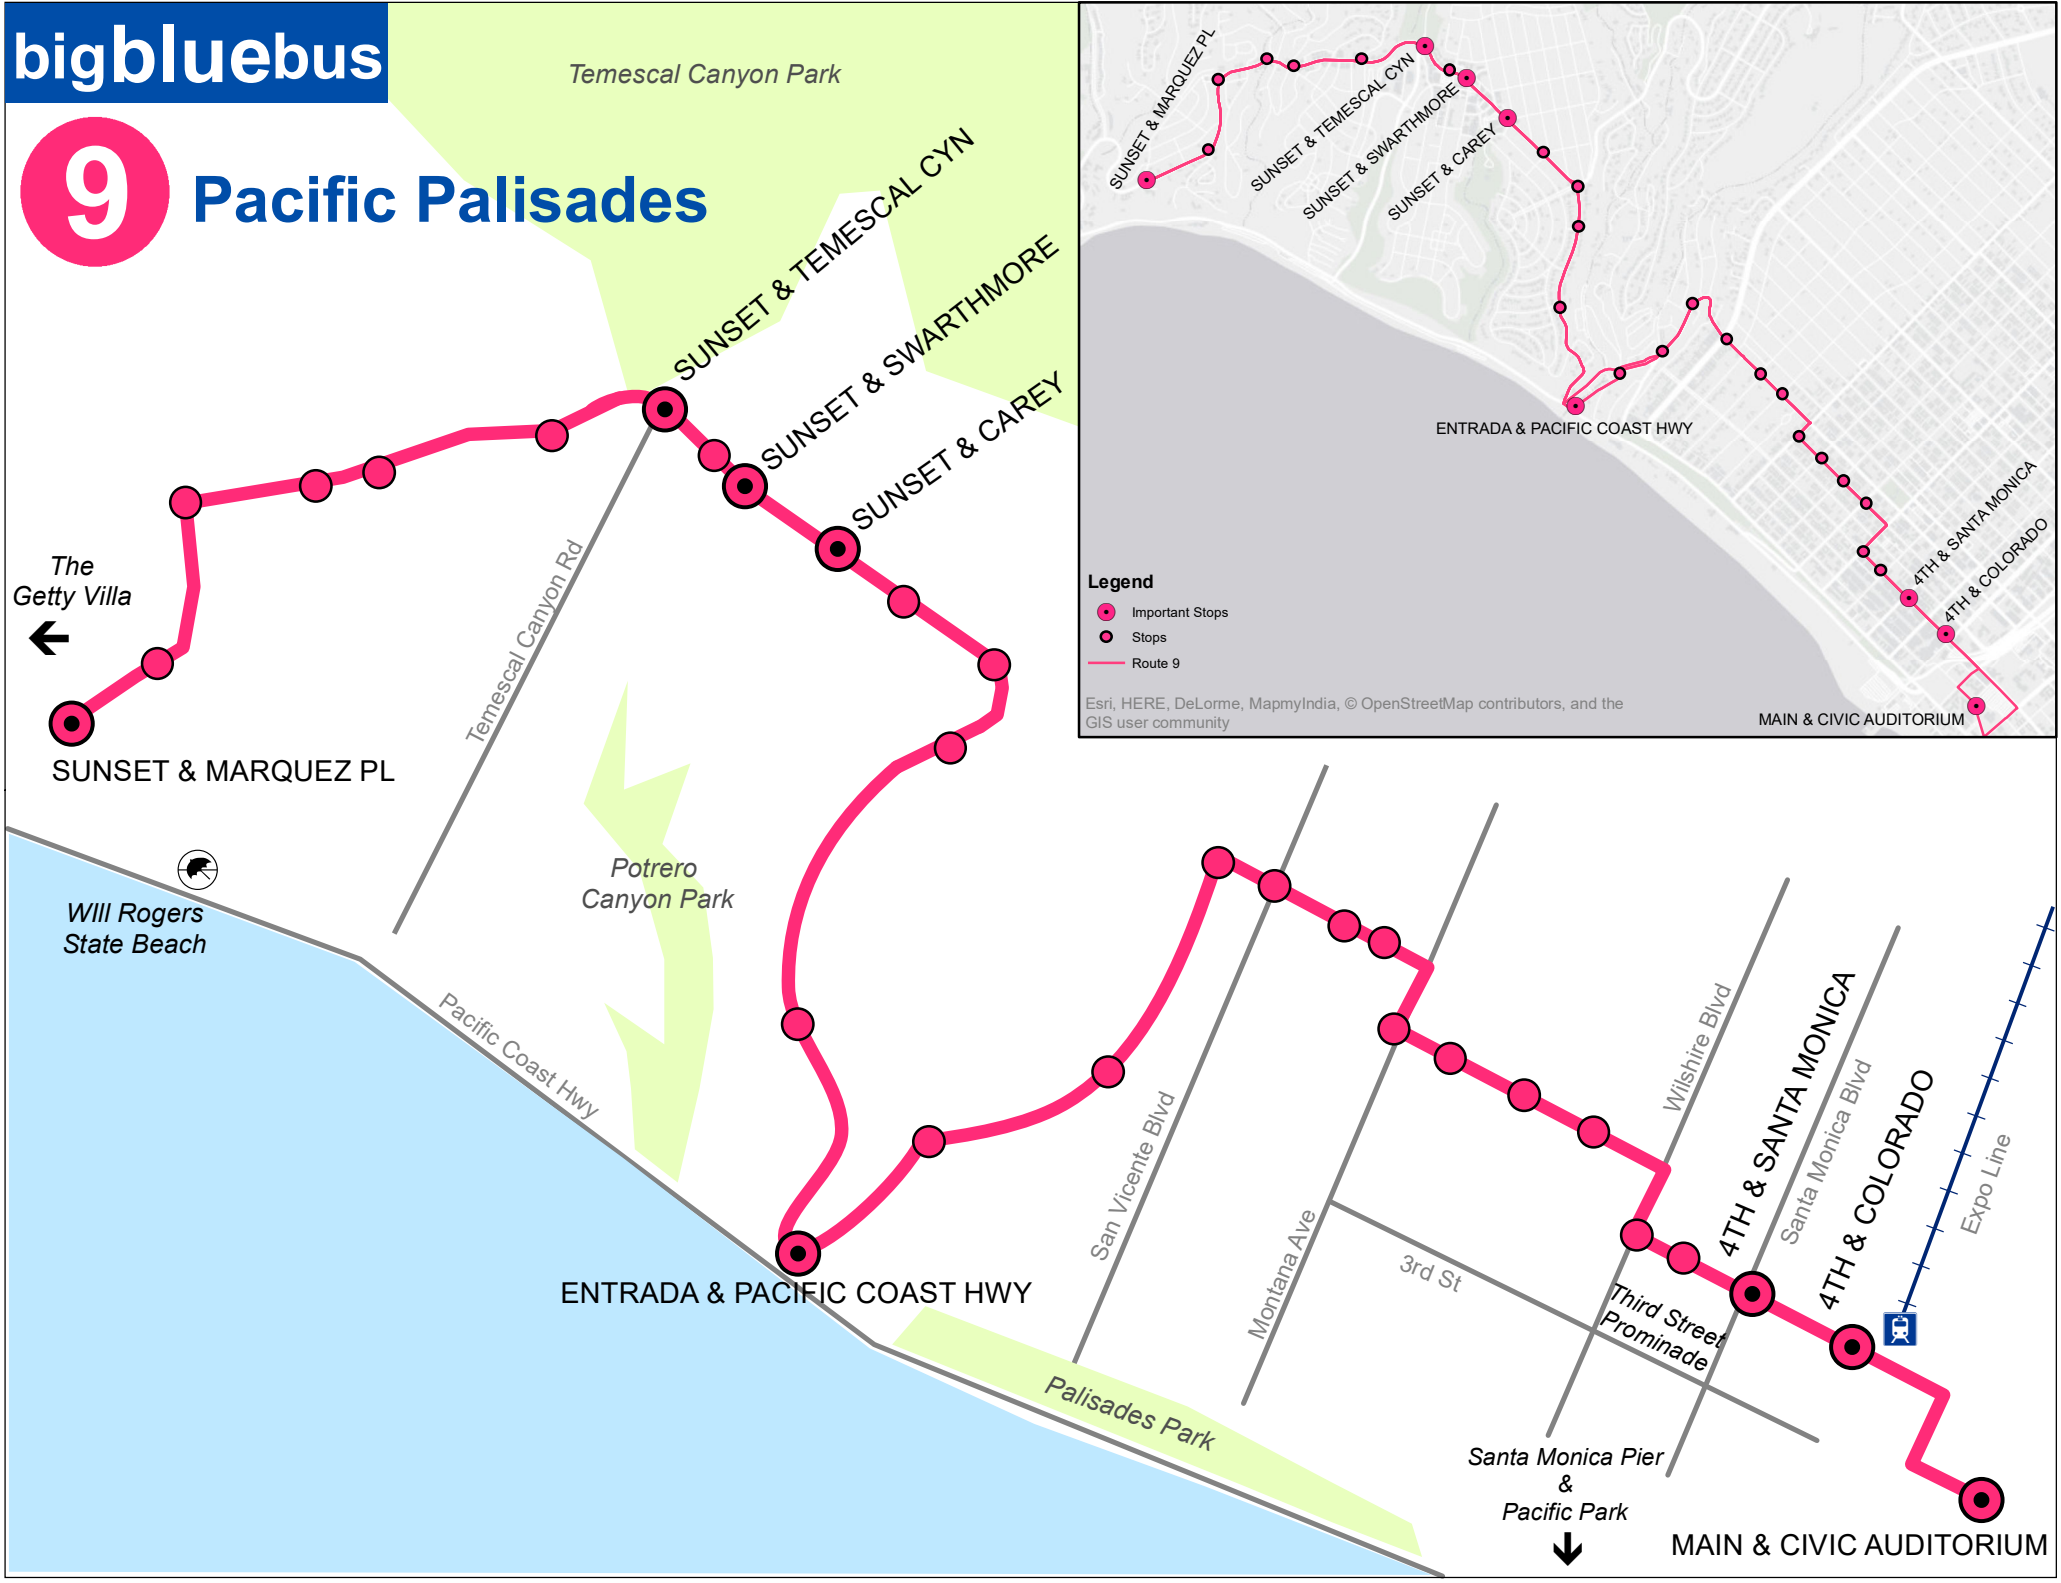 bigbluebus
9
Pacific Palisades
Temescal Canyon Park
SUNSET & TEMESCAL CYN
SUNSET & SWARTHMORE
SUNSET & CAREY
The
Getty Villa
SUNSET & MARQUEZ PL
Temescal Canyon Rd
WIll Rogers
State Beach
Potrero
Canyon Park
Pacific Coast Hwy
ENTRADA & PACIFIC COAST HWY
San Vicente Blvd
Montana Ave
3rd St
Wilshire Blvd
4TH & SANTA MONICA
Santa Monica Blvd
4TH & COLORADO
Expo Line
Third Street
Prominade
Palisades Park
Santa Monica Pier
&
Pacific Park
MAIN & CIVIC AUDITORIUM
SUNSET & MARQUEZ PL
SUNSET & TEMESCAL CYN
SUNSET & SWARTHMORE
SUNSET & CAREY
ENTRADA & PACIFIC COAST HWY
4TH & SANTA MONICA
4TH & COLORADO
MAIN & CIVIC AUDITORIUM
Legend
Important Stops
Stops
Route 9
Esri, HERE, DeLorme, MapmyIndia, © OpenStreetMap contributors, and the
GIS user community